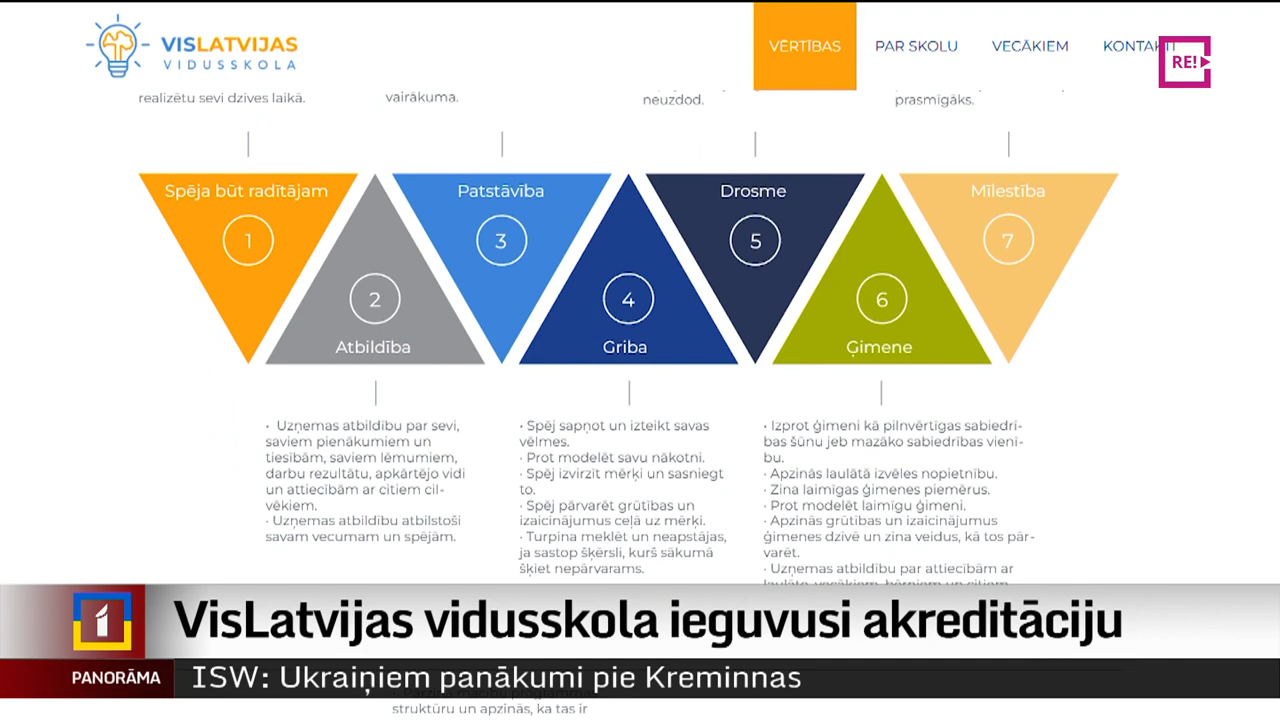 VISLATVIJAS
VIDUSSKOLA
VĒRTĪBAS
PAR SKOLU
VECĀKIEM
KONTAKTI
RE!
realizētu sevi dzīves laikā.
vairākuma.
neuzdod.
prasmīgāks.
Spēja būt radītājam
Patstāvība
Drosme
Mīlestība
1
3
5
7
2
4
6
Atbildība
Griba
Ģimene
· Uzņemas atbildību par sevi,
saviem pienākumiem un
tiesībām, saviem lēmumiem,
darbu rezultātu, apkārtējo vidi
un attiecībām ar citiem cil-
vēkiem.
· Uzņemas atbildību atbilstoši
savam vecumam un spējām.
· Spēj sapņot un izteikt savas
vēlmes.
· Prot modelēt savu nākotni.
· Spēj izvirzīt mērķi un sasniegt
to.
· Spēj pārvarēt grūtības un
izaicinājumus ceļā uz mērķi.
· Turpina meklēt un neapstājas,
ja sastop šķērsli, kurš sākumā
šķiet nepārvarams.
· Izprot ģimeni kā pilnvērtīgas sabiedrī-
bas šūnu jeb mazāko sabiedrības vienī-
bu.
· Apzinās laulātā izvēles nopietnību.
· Zina laimīgas ģimenes piemērus.
· Prot modelēt laimīgu ģimeni.
· Apzinās grūtības un izaicinājumus
ģimenes dzīvē un zina veidus, kā tos pār-
varēt.
· Uzņemas atbildību par attiecībām ar
1
VisLatvijas vidusskola ieguvusi akreditāciju
PANORĀMA
ISW: Ukraiņiem panākumi pie Kreminnas
struktūru un apzinās, ka tas ir